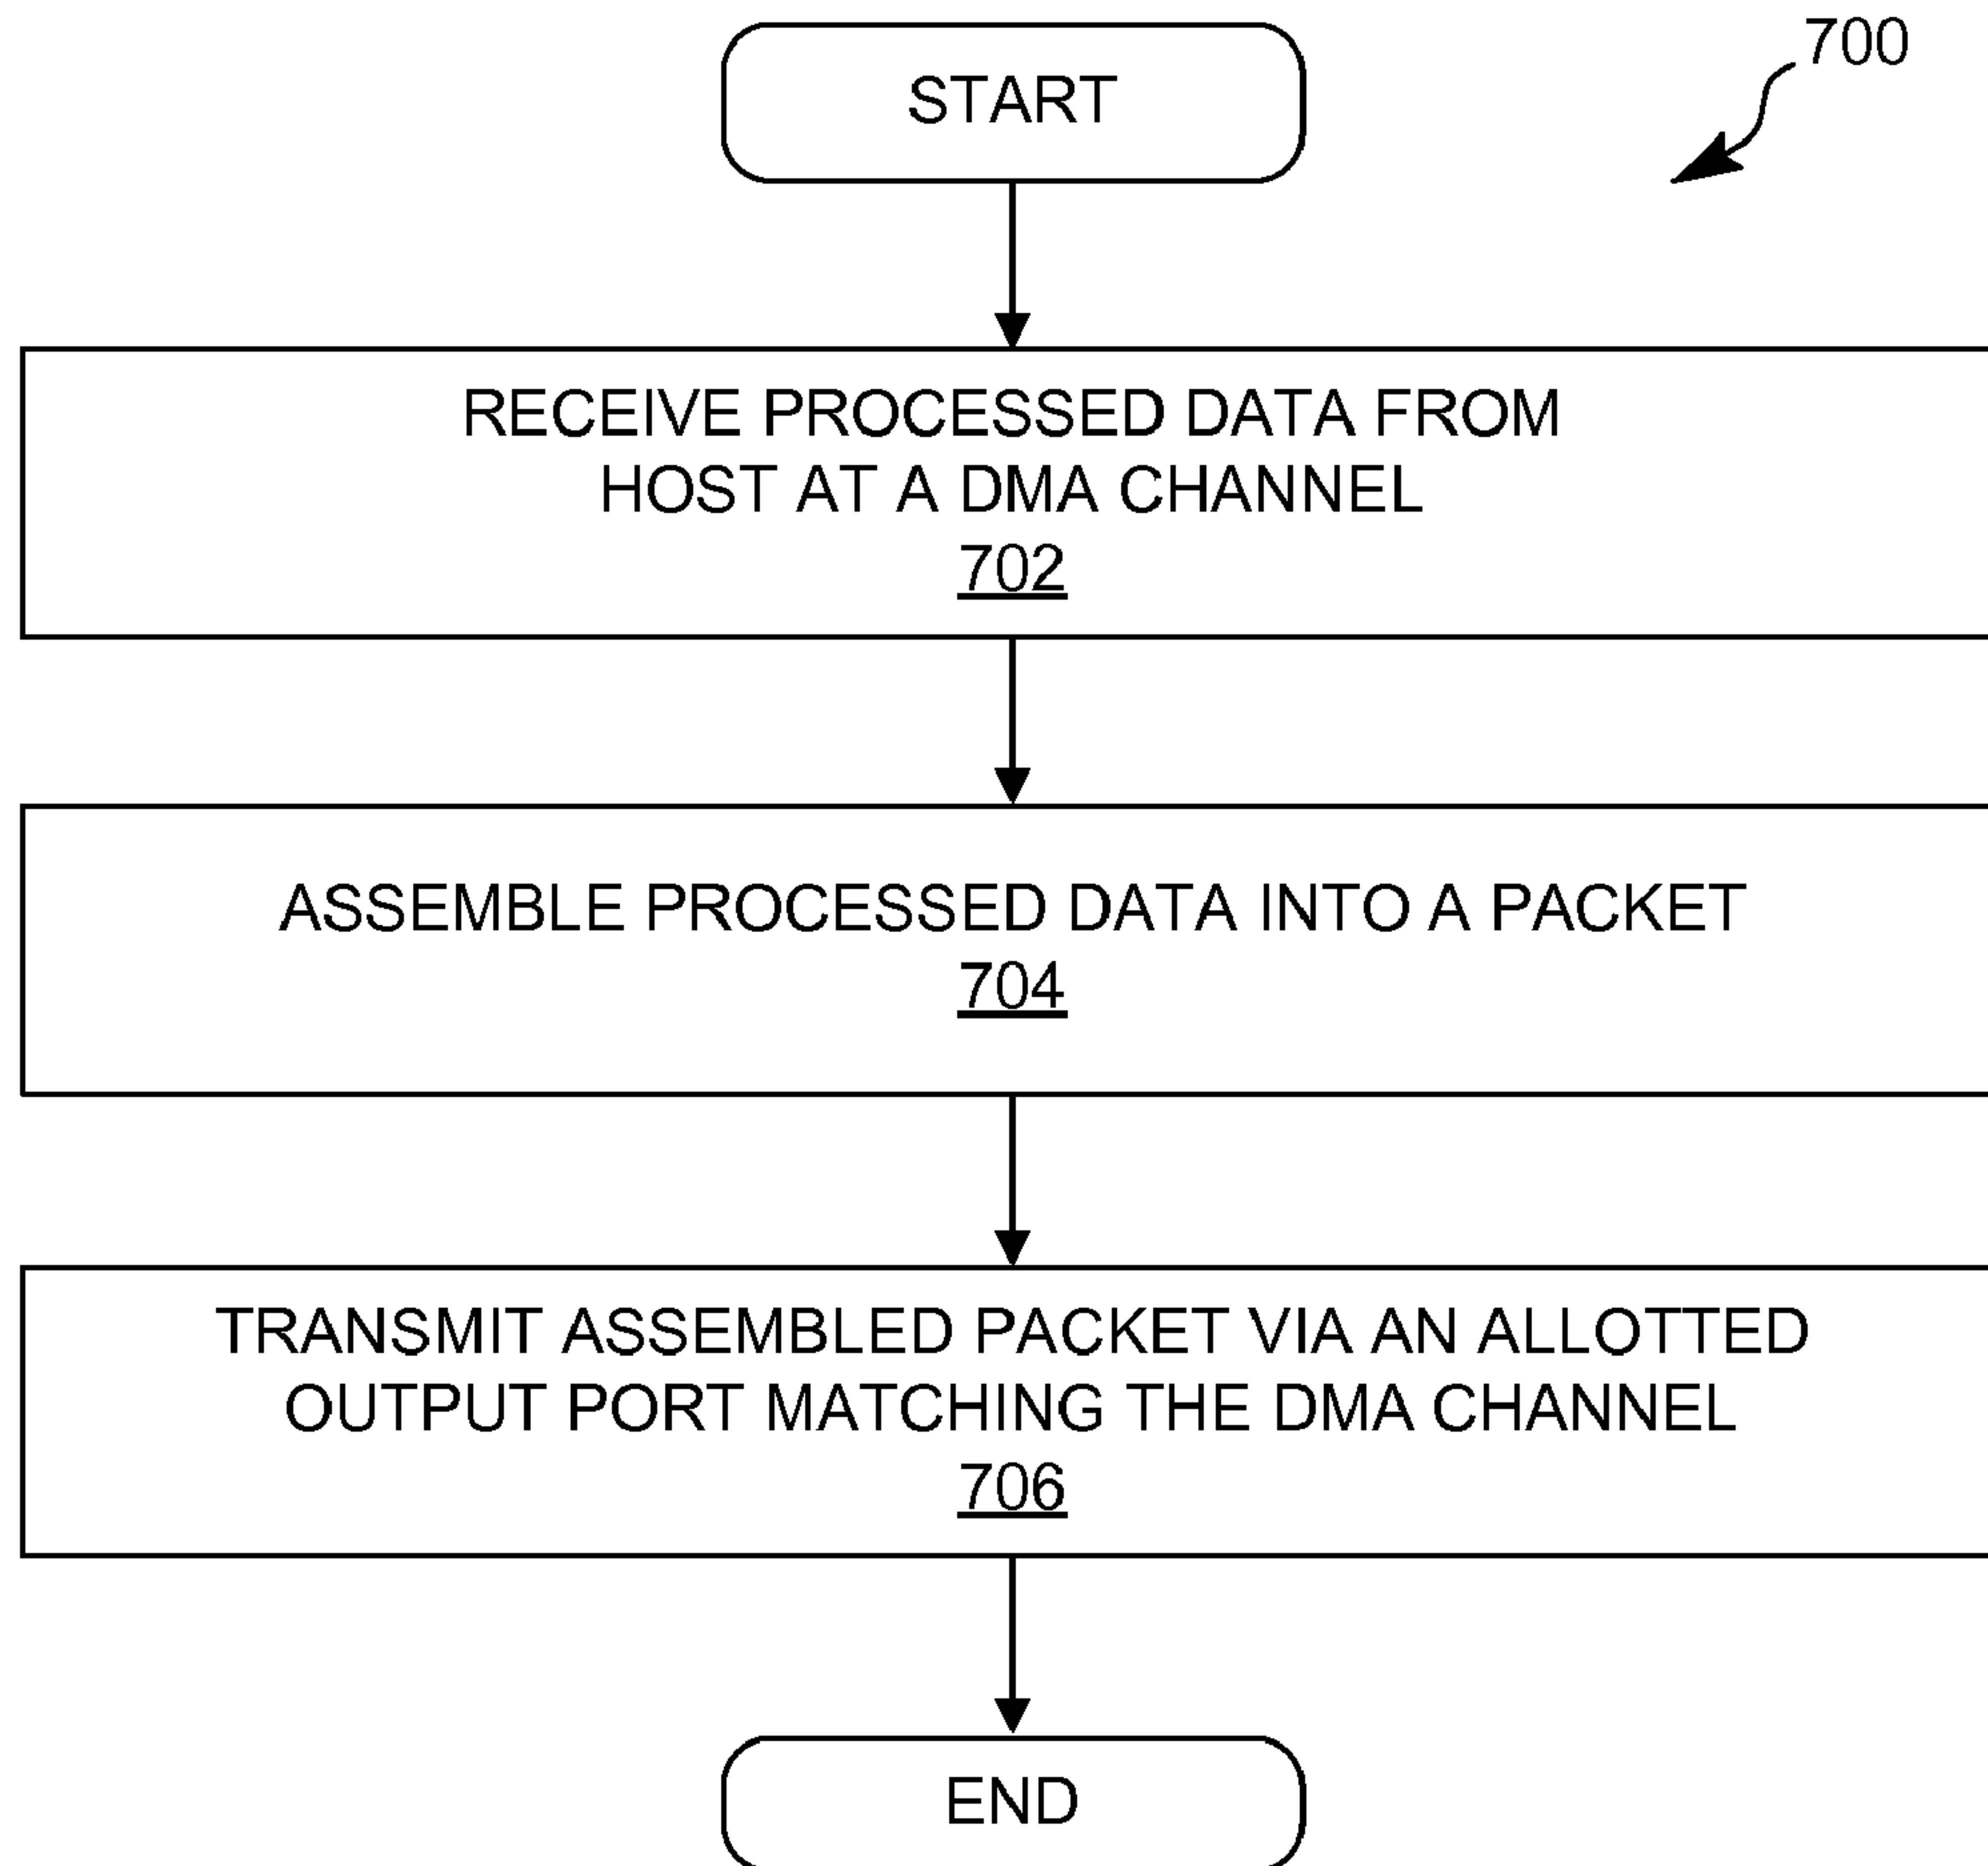 700
START
RECEIVE PROCESSED DATA FROM
HOST AT A DMA CHANNEL
702
ASSEMBLE PROCESSED DATA INTO A PACKET
704
TRANSMIT ASSEMBLED PACKET VIA AN ALLOTTED
OUTPUT PORT MATCHING THE DMA CHANNEL
706
END